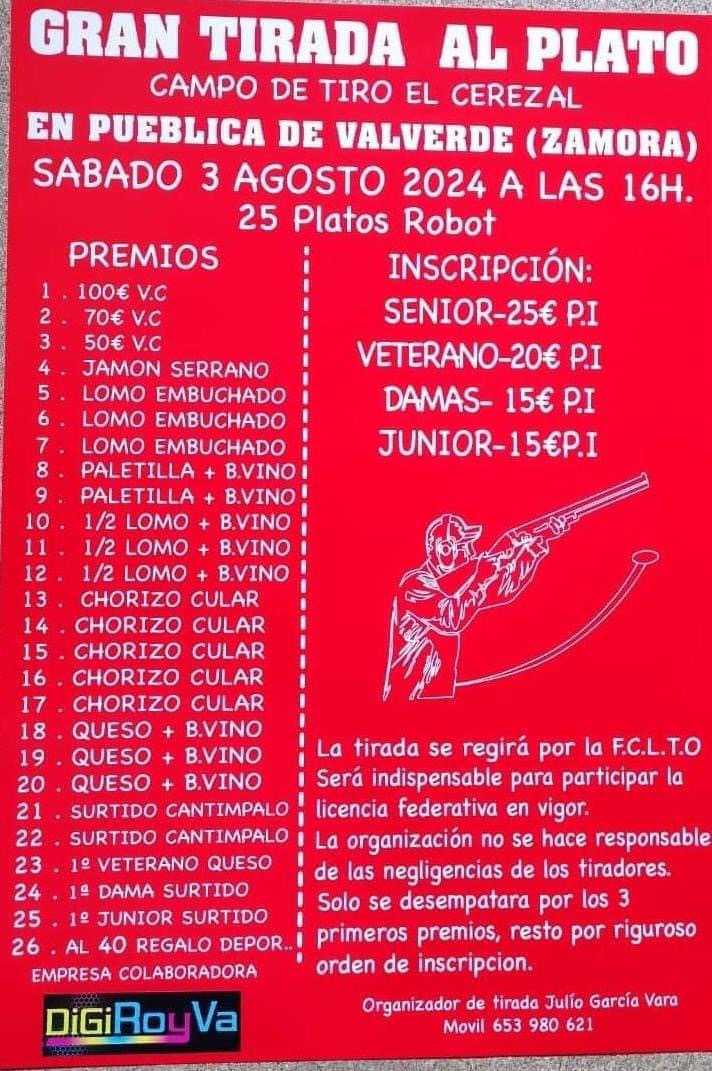 GRAN TIRADA AL PLATO
CAMPO DE TIRO EL CEREZAL
EN PUEBLICA DE VALVERDE (ZAMORA)
SABADO 3 AGOSTO 2024 A LAS 16H.
25 Platos Robot
PREMIOS
1 . 100€ V.C
2 . 70€ V.C
3 . 50€ V.C
4 . JAMON SERRANO
5 . LOMO EMBUCHADO
6 . LOMO EMBUCHADO
7 . LOMO EMBUCHADO
8 . PALETILLA + B.VINO
9 . PALETILLA + B.VINO
10 . 1/2 LOMO + B.VINO
11 . 1/2 LOMO + B.VINO
12 . 1/2 LOMO + B.VINO
13 . CHORIZO CULAR
14 . CHORIZO CULAR
15 . CHORIZO CULAR
16 . CHORIZO CULAR
17 . CHORIZO CULAR
18 . QUESO + B.VINO
19 . QUESO + B.VINO
20 . QUESO + B.VINO
21 . SURTIDO CANTIMPALO
22 . SURTIDO CANTIMPALO
23 . 1º VETERANO QUESO
24 . 1ª DAMA SURTIDO
25 . 1º JUNIOR SURTIDO
26 . AL 40 REGALO DEPOR..
EMPRESA COLABORADORA
DiGiRoyVa
INSCRIPCIÓN:
SENIOR-25€ P.I
VETERANO-20€ P.I
DAMAS- 15€ P.I
JUNIOR-15€P.I
La tirada se regirá por la F.C.L.T.O
Será indispensable para participar la
licencia federativa en vigor.
La organización no se hace responsable
de las negligencias de los tiradores.
Solo se desempatara por los 3
primeros premios, resto por riguroso
orden de inscripcion.
Organizador de tirada Julío García Vara
Movil 653 980 621